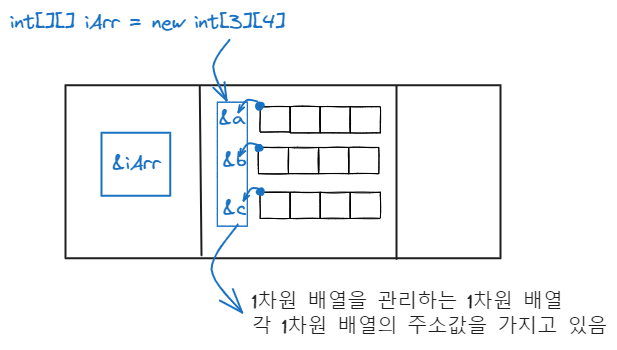 int[][] iArr = new int[3][4]
&a
&iArr
&b
&c
1차원 배열을 관리하는 1차원 배열
각 1차원 배열의 주소값을 가지고 있음